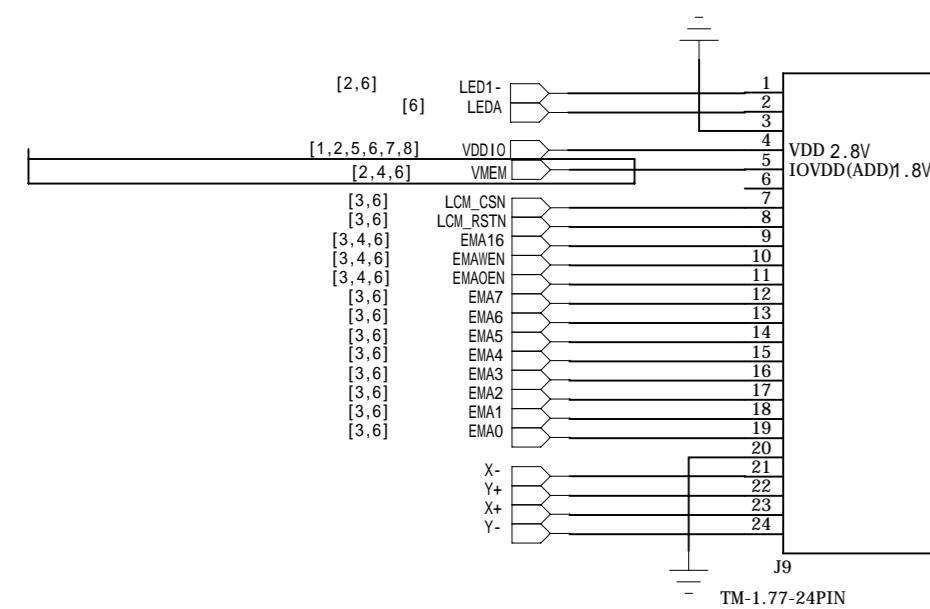 [2,6] LED1- 1
[6] LEDA 2
3
[1,2,5,6,7,8] VDDIO 4 VDD 2.8V
[2,4,6] VMEM 5 IOVDD(ADD)1.8V
6
[3,6] LCM_CSN 7
[3,6] LCM_RSTN 8
[3,4,6] EMA16 9
[3,4,6] EMAWEN 10
[3,4,6] EMAOEN 11
[3,6] EMA7 12
[3,6] EMA6 13
[3,6] EMA5 14
[3,6] EMA4 15
[3,6] EMA3 16
[3,6] EMA2 17
[3,6] EMA1 18
[3,6] EMA0 19
20
X- 21
Y+ 22
X+ 23
Y- 24
J9
TM-1.77-24PIN